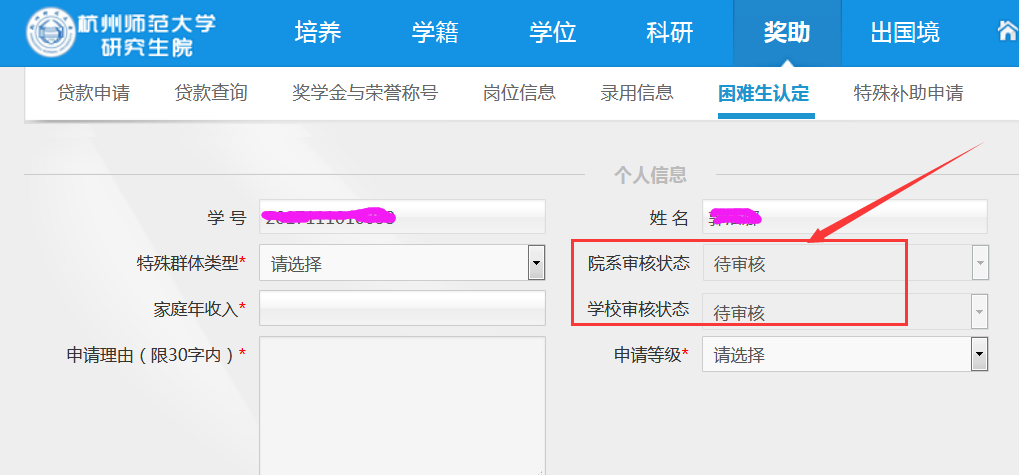 杭州师范大学
研究生院
培养 学籍 学位 科研 奖助 出国境
贷款申请 贷款查询 奖学金与荣誉称号 岗位信息 录用信息 困难生认定 特殊补助申请
个人信息
学 号
姓 名
特殊群体类型* 请选择
院系审核状态 待审核
家庭年收入*
学校审核状态 待审核
申请理由（限30字内）*
申请等级* 请选择